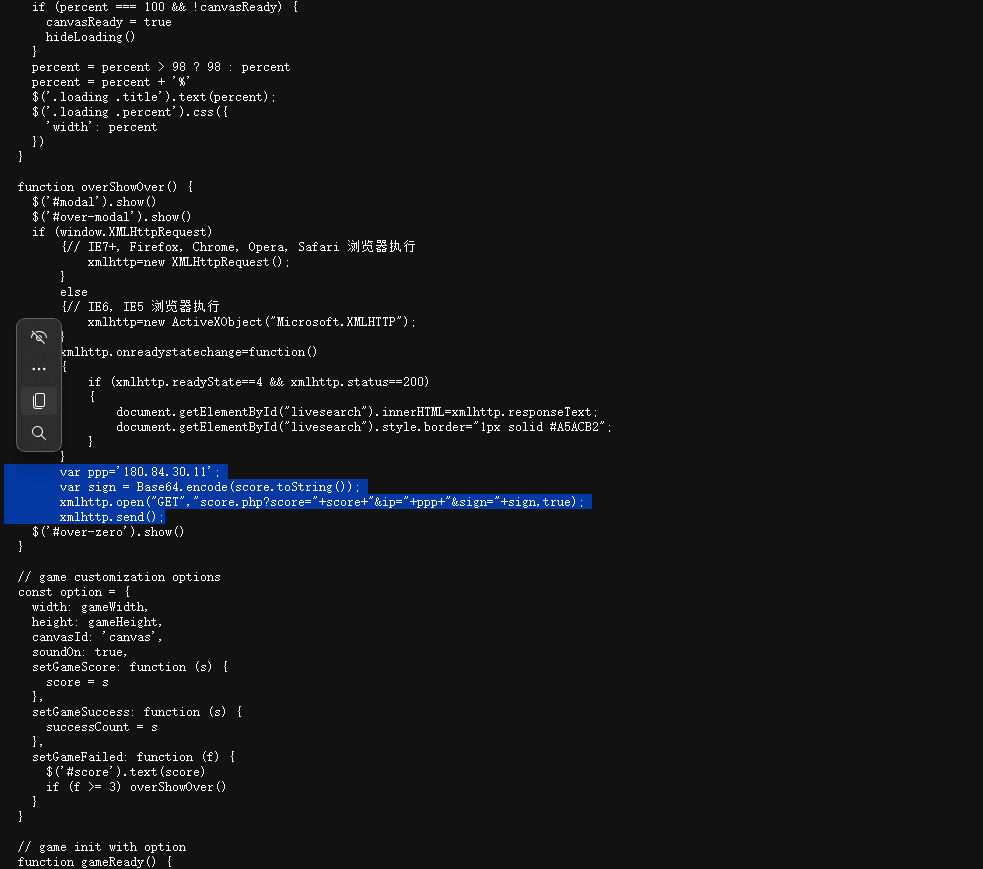 if (percent === 100 && !canvasReady) {
canvasReady = true
hideLoading()
}
percent = percent > 98 ? 98 : percent
percent = percent + '%'
$('.loading .title').text(percent);
$('.loading .percent').css({
'width': percent
})
}
function overShowOver() {
$('#modal').show()
$('#over-modal').show()
if (window.XMLHttpRequest)
{// IE7+, Firefox, Chrome, Opera, Safari 浏览器执行
xmlhttp=new XMLHttpRequest();
}
else
{// IE6, IE5 浏览器执行
xmlhttp=new ActiveXObject("Microsoft.XMLHTTP");
}
xmlhttp.onreadystatechange=function()
{
if (xmlhttp.readyState==4 && xmlhttp.status==200)
{
document.getElementById("livesearch").innerHTML=xmlhttp.responseText;
document.getElementById("livesearch").style.border="1px solid #A5ACB2";
}
}
var ppp='180.84.30.11';
var sign = Base64.encode(score.toString());
xmlhttp.open("GET","score.php?score="+score+"&ip="+ppp+"&sign="+sign,true);
xmlhttp.send();
$('#over-zero').show()
}
// game customization options
const option = {
width: gameWidth,
height: gameHeight,
canvasId: 'canvas',
soundOn: true,
setGameScore: function (s) {
score = s
},
setGameSuccess: function (s) {
successCount = s
},
setGameFailed: function (f) {
$('#score').text(score)
if (f >= 3) overShowOver()
}
}
// game init with option
function gameReady() {